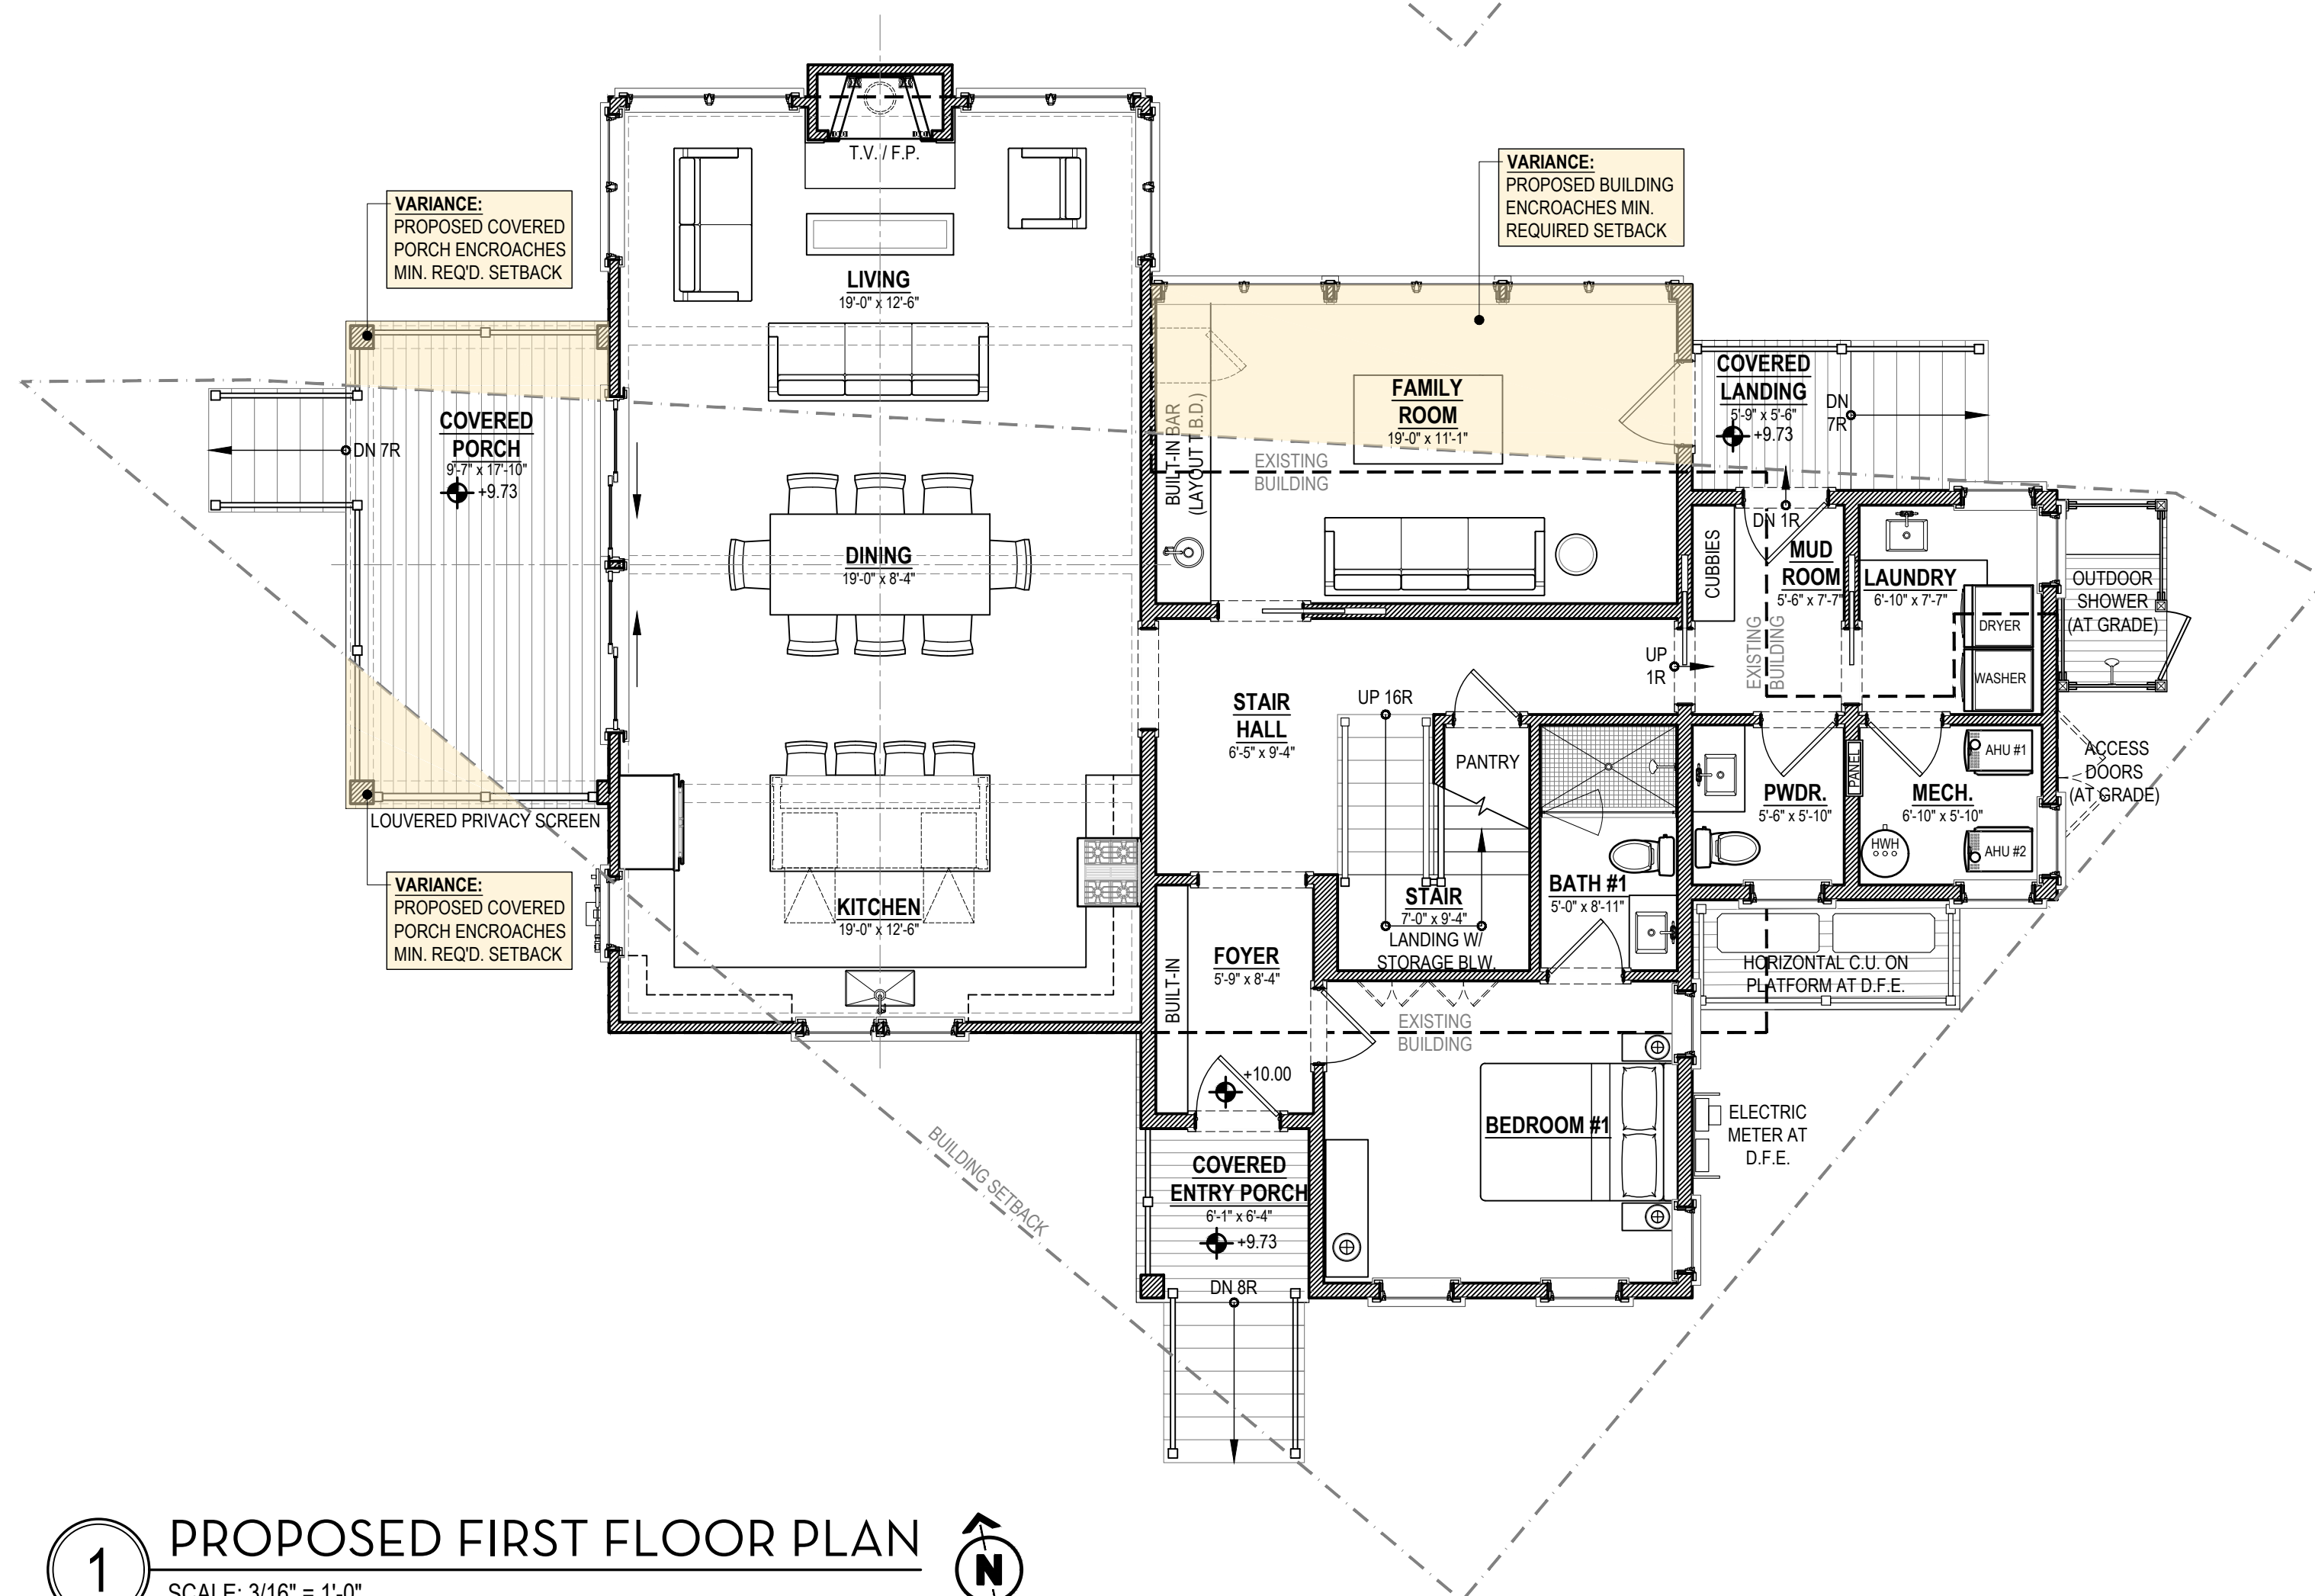 T.V. / F.P.
VARIANCE:
PROPOSED COVERED
PORCH ENCROACHES
MIN. REQ'D. SETBACK
VARIANCE:
PROPOSED BUILDING
ENCROACHES MIN.
REQUIRED SETBACK
LIVING
19'-0" x 12'-6"
COVERED
PORCH
9'-7" x 17'-10"
+9.73
DN 7R
BUILT-IN BAR
(LAYOUT T.B.D.)
FAMILY
ROOM
19'-0" x 11'-1"
EXISTING
BUILDING
COVERED
LANDING
5'-9" x 5'-6"
+9.73
DN
7R
DN 1R
DINING
19'-0" x 8'-4"
CUBBIES
MUD
ROOM
5'-6" x 7'-7"
LAUNDRY
6'-10" x 7'-7"
DRYER
WASHER
OUTDOOR
SHOWER
(AT GRADE)
EXISTING
BUILDING
UP
1R
STAIR
HALL
6'-5" x 9'-4"
UP 16R
PANTRY
PANEL
AHU #1
ACCESS
DOORS
(AT GRADE)
PWDR.
5'-6" x 5'-10"
MECH.
6'-10" x 5'-10"
HWH
AHU #2
LOUVERED PRIVACY SCREEN
VARIANCE:
PROPOSED COVERED
PORCH ENCROACHES
MIN. REQ'D. SETBACK
KITCHEN
19'-0" x 12'-6"
STAIR
7'-0" x 9'-4"
LANDING W/
STORAGE BLW.
BATH #1
5'-0" x 8'-11"
FOYER
5'-9" x 8'-4"
BUILT-IN
HORIZONTAL C.U. ON
PLATFORM AT D.F.E.
EXISTING
BUILDING
+10.00
BEDROOM #1
ELECTRIC
METER AT
D.F.E.
BUILDING SETBACK
COVERED
ENTRY PORCH
6'-1" x 6'-4"
+9.73
DN 8R
1
PROPOSED FIRST FLOOR PLAN
SCALE: 3/16" = 1'-0"
N